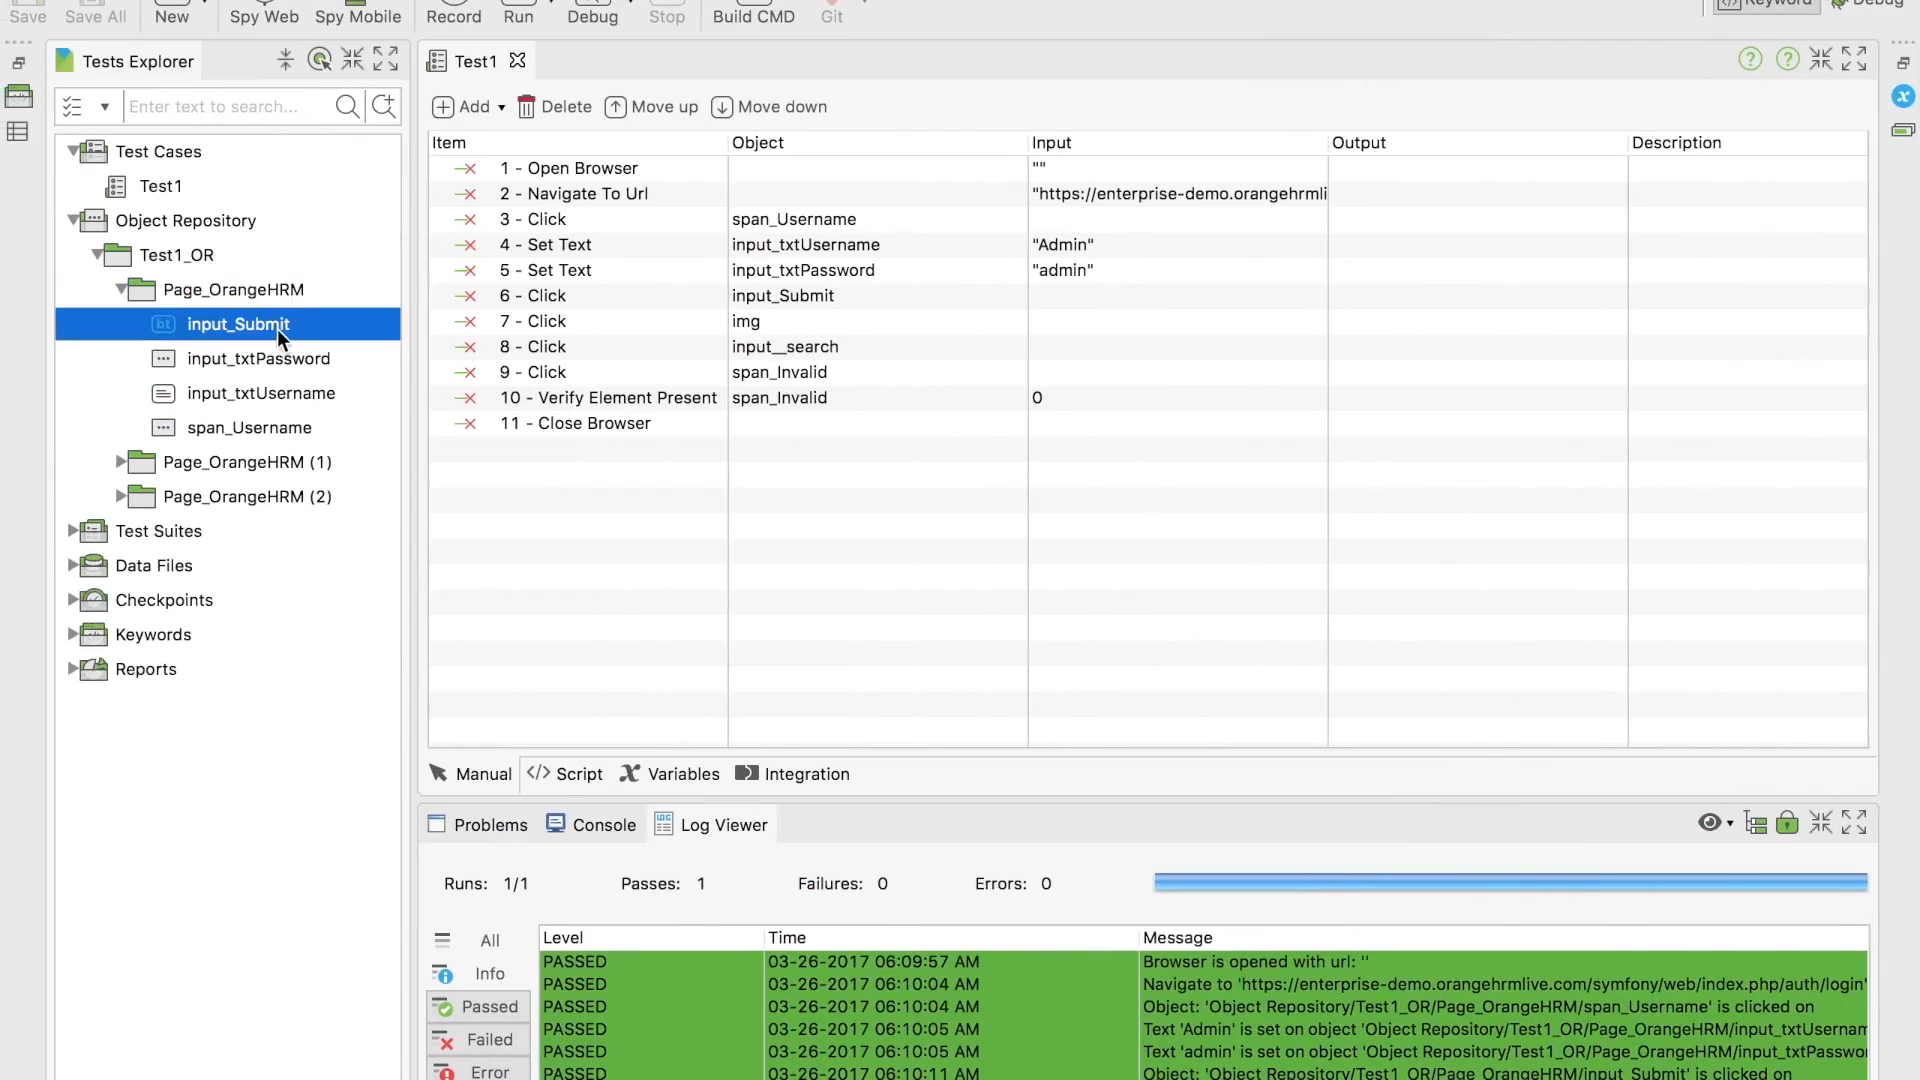 Save Save All New Spy Web Spy Mobile Record Run Debug Stop Build CMD Git Keyword Debug
Tests Explorer
Enter text to search...
Test Cases
Test1
Object Repository
Test1_OR
Page_OrangeHRM
bt input_Submit
input_txtPassword
input_txtUsername
span_Username
Page_OrangeHRM (1)
Page_OrangeHRM (2)
Test Suites
Data Files
Checkpoints
Keywords
Reports
Test1
? ?
x
Add Delete Move up Move down
Item Object Input Output Description
1 - Open Browser ""
2 - Navigate To Url "https://enterprise-demo.orangehrmli
3 - Click span_Username
4 - Set Text input_txtUsername "Admin"
5 - Set Text input_txtPassword "admin"
6 - Click input_Submit
7 - Click img
8 - Click input__search
9 - Click span_Invalid
10 - Verify Element Present span_Invalid 0
11 - Close Browser
Manual </> Script X Variables Integration
Problems Console LOG Log Viewer
Runs: 1/1 Passes: 1 Failures: 0 Errors: 0
All
Info
Passed
Failed
Error
Level Time Message
PASSED 03-26-2017 06:09:57 AM Browser is opened with url: ''
PASSED 03-26-2017 06:10:04 AM Navigate to 'https://enterprise-demo.orangehrmlive.com/symfony/web/index.php/auth/login'
PASSED 03-26-2017 06:10:04 AM Object: 'Object Repository/Test1_OR/Page_OrangeHRM/span_Username' is clicked on
PASSED 03-26-2017 06:10:05 AM Text 'Admin' is set on object 'Object Repository/Test1_OR/Page_OrangeHRM/input_txtUsernam
PASSED 03-26-2017 06:10:05 AM Text 'admin' is set on object 'Object Repository/Test1_OR/Page_OrangeHRM/input_txtPasswo
PASSED 03-26-2017 06:10:11 AM Object: 'Object Repository/Test1_OR/Page_OrangeHRM/input_Submit' is clicked on